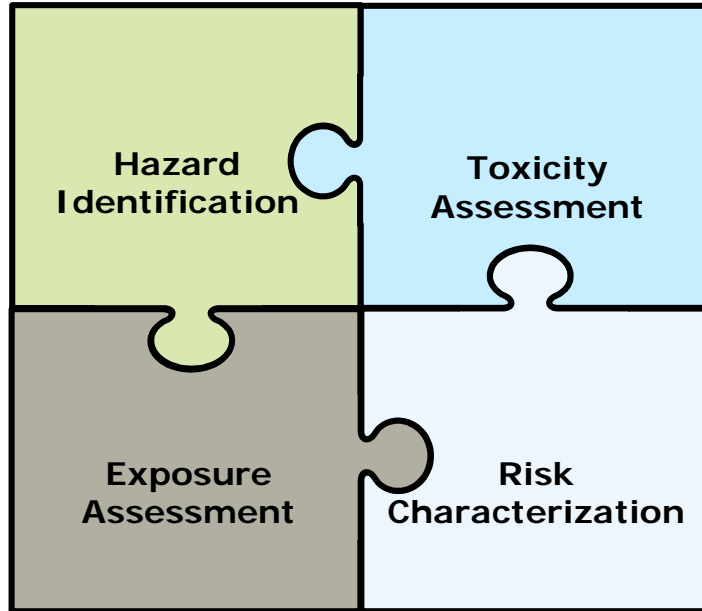 Hazard
Identification
Toxicity
Assessment
Exposure
Assessment
Risk
Characterization